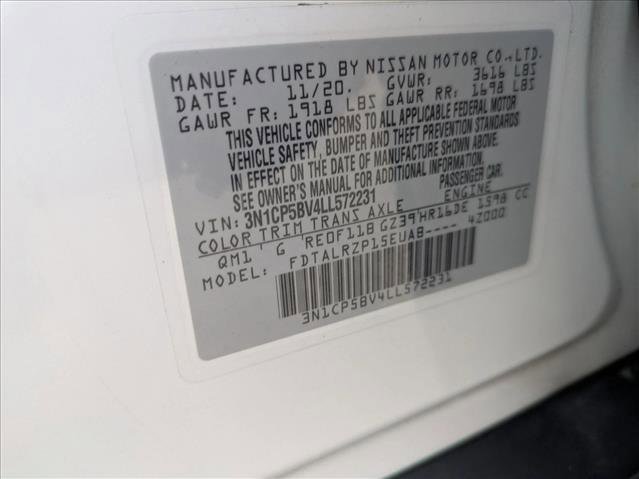 MANUFACTURED BY NISSAN MOTOR CO., LTD.
DATE: 11/20. GVWR: 3616 LBS
GAWR FR: 1918 LBS GAWR RR: 1698 LBS
THIS VEHICLE CONFORMS TO ALL APPLICABLE FEDERAL MOTOR
VEHICLE SAFETY, BUMPER AND THEFT PREVENTION STANDARDS
IN EFFECT ON THE DATE OF MANUFACTURE SHOWN ABOVE.
SEE OWNER'S MANUAL FOR ADDITIONAL INFORMATION.
VIN: 3N1CP5BV4LL572231 PASSENGER CAR.
COLOR TRIM TRANS AXLE ENGINE
QM1 G RE0F11B GZ39 HR16DE 1598 CC
MODEL: FDTALRZP15EUAB---- 42000
3N1CP5BV4LL572231